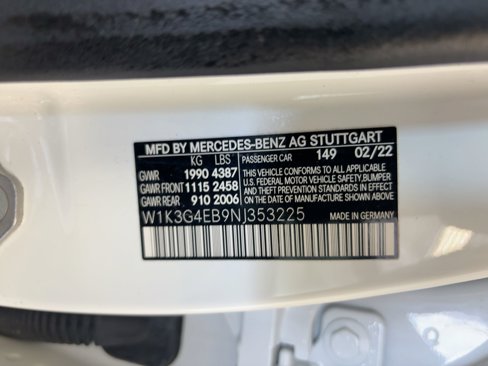 MFD BY MERCEDES-BENZ AG STUTTGART
KG LBS PASSENGER CAR 149 02/22
GVWR 1990 4387 THIS VEHICLE CONFORMS TO ALL APPLICABLE
GAWR FRONT 1115 2458 U.S. FEDERAL MOTOR VEHICLE SAFETY, BUMPER
GAWR REAR 910 2006 AND THEFT PREVENTION STANDARDS IN EFFECT
ON THE DATE OF MANUFACTURE SHOWN ABOVE.
W1K3G4EB9NJ353225 MADE IN GERMANY